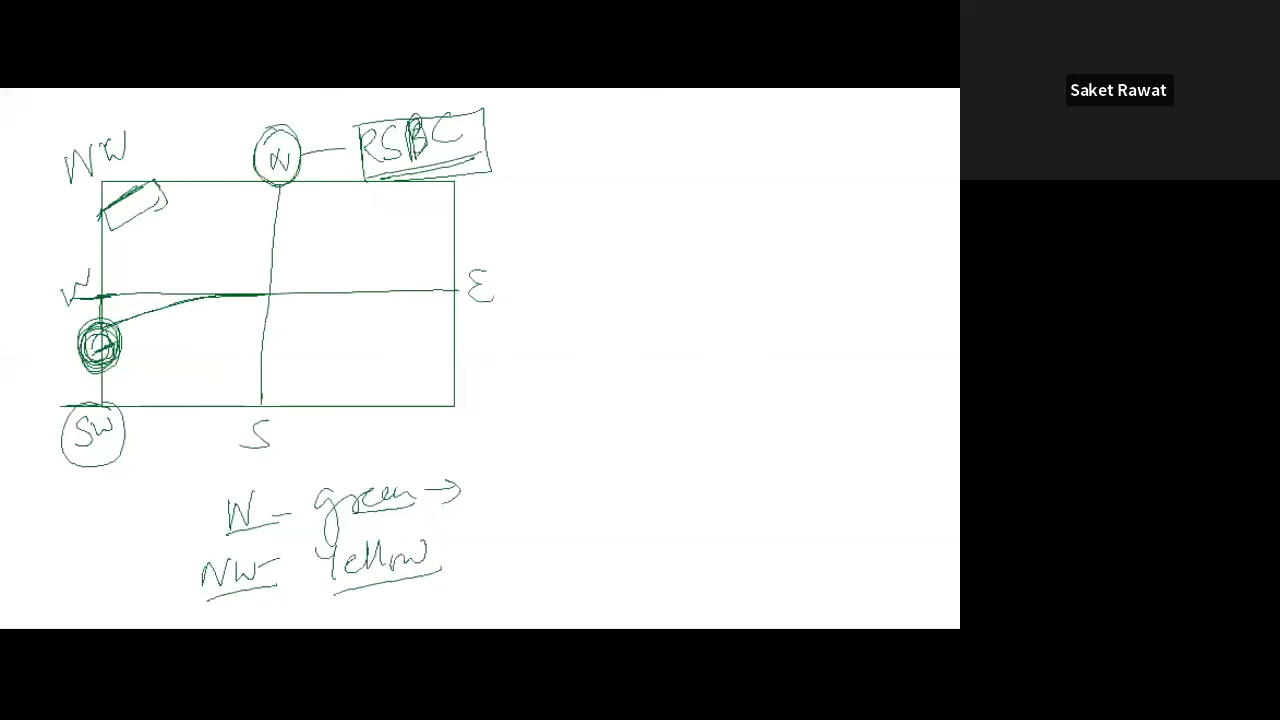 Saket Rawat
NW
N
RSBC
W
E
SW
S
N - green →
NW - Yellow